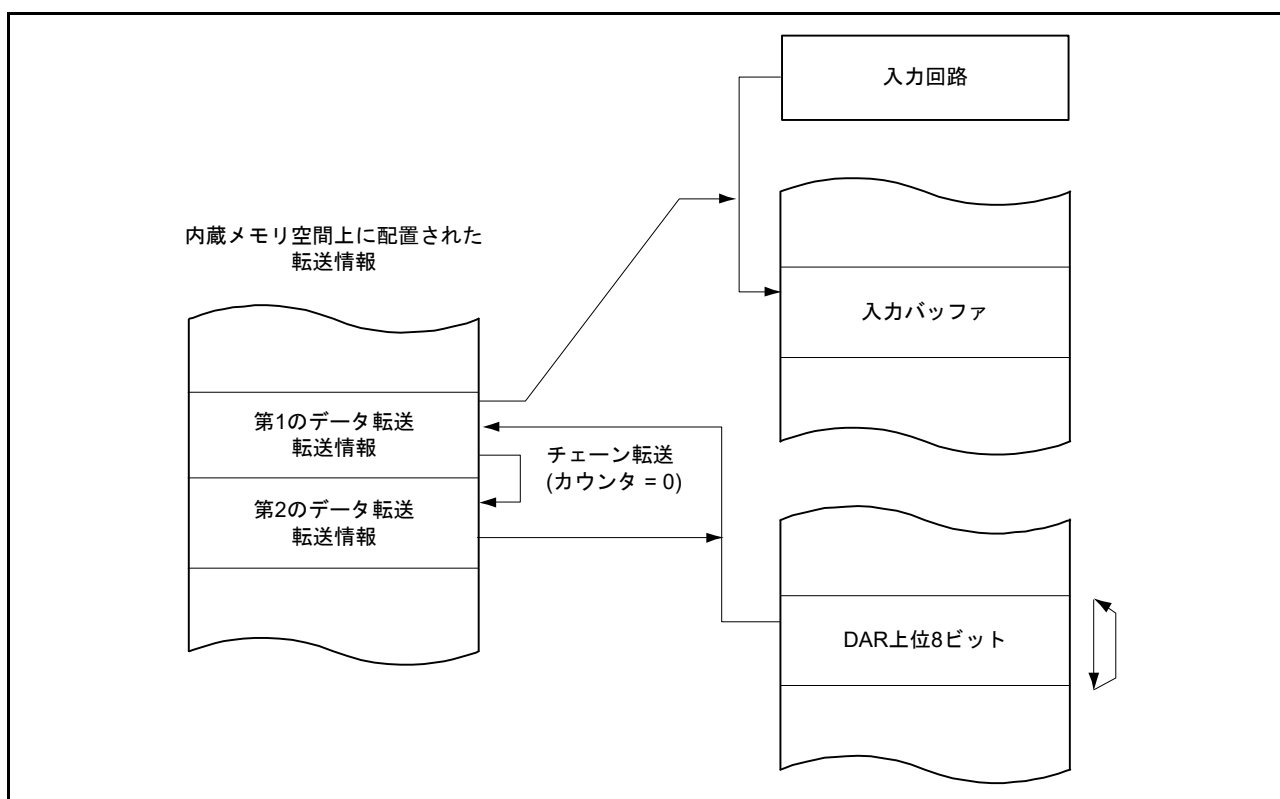 入力回路
内蔵メモリ空間上に配置された
転送情報
入力バッファ
第1のデータ転送
転送情報
チェーン転送
(カウンタ = 0)
第2のデータ転送
転送情報
DAR上位8ビット